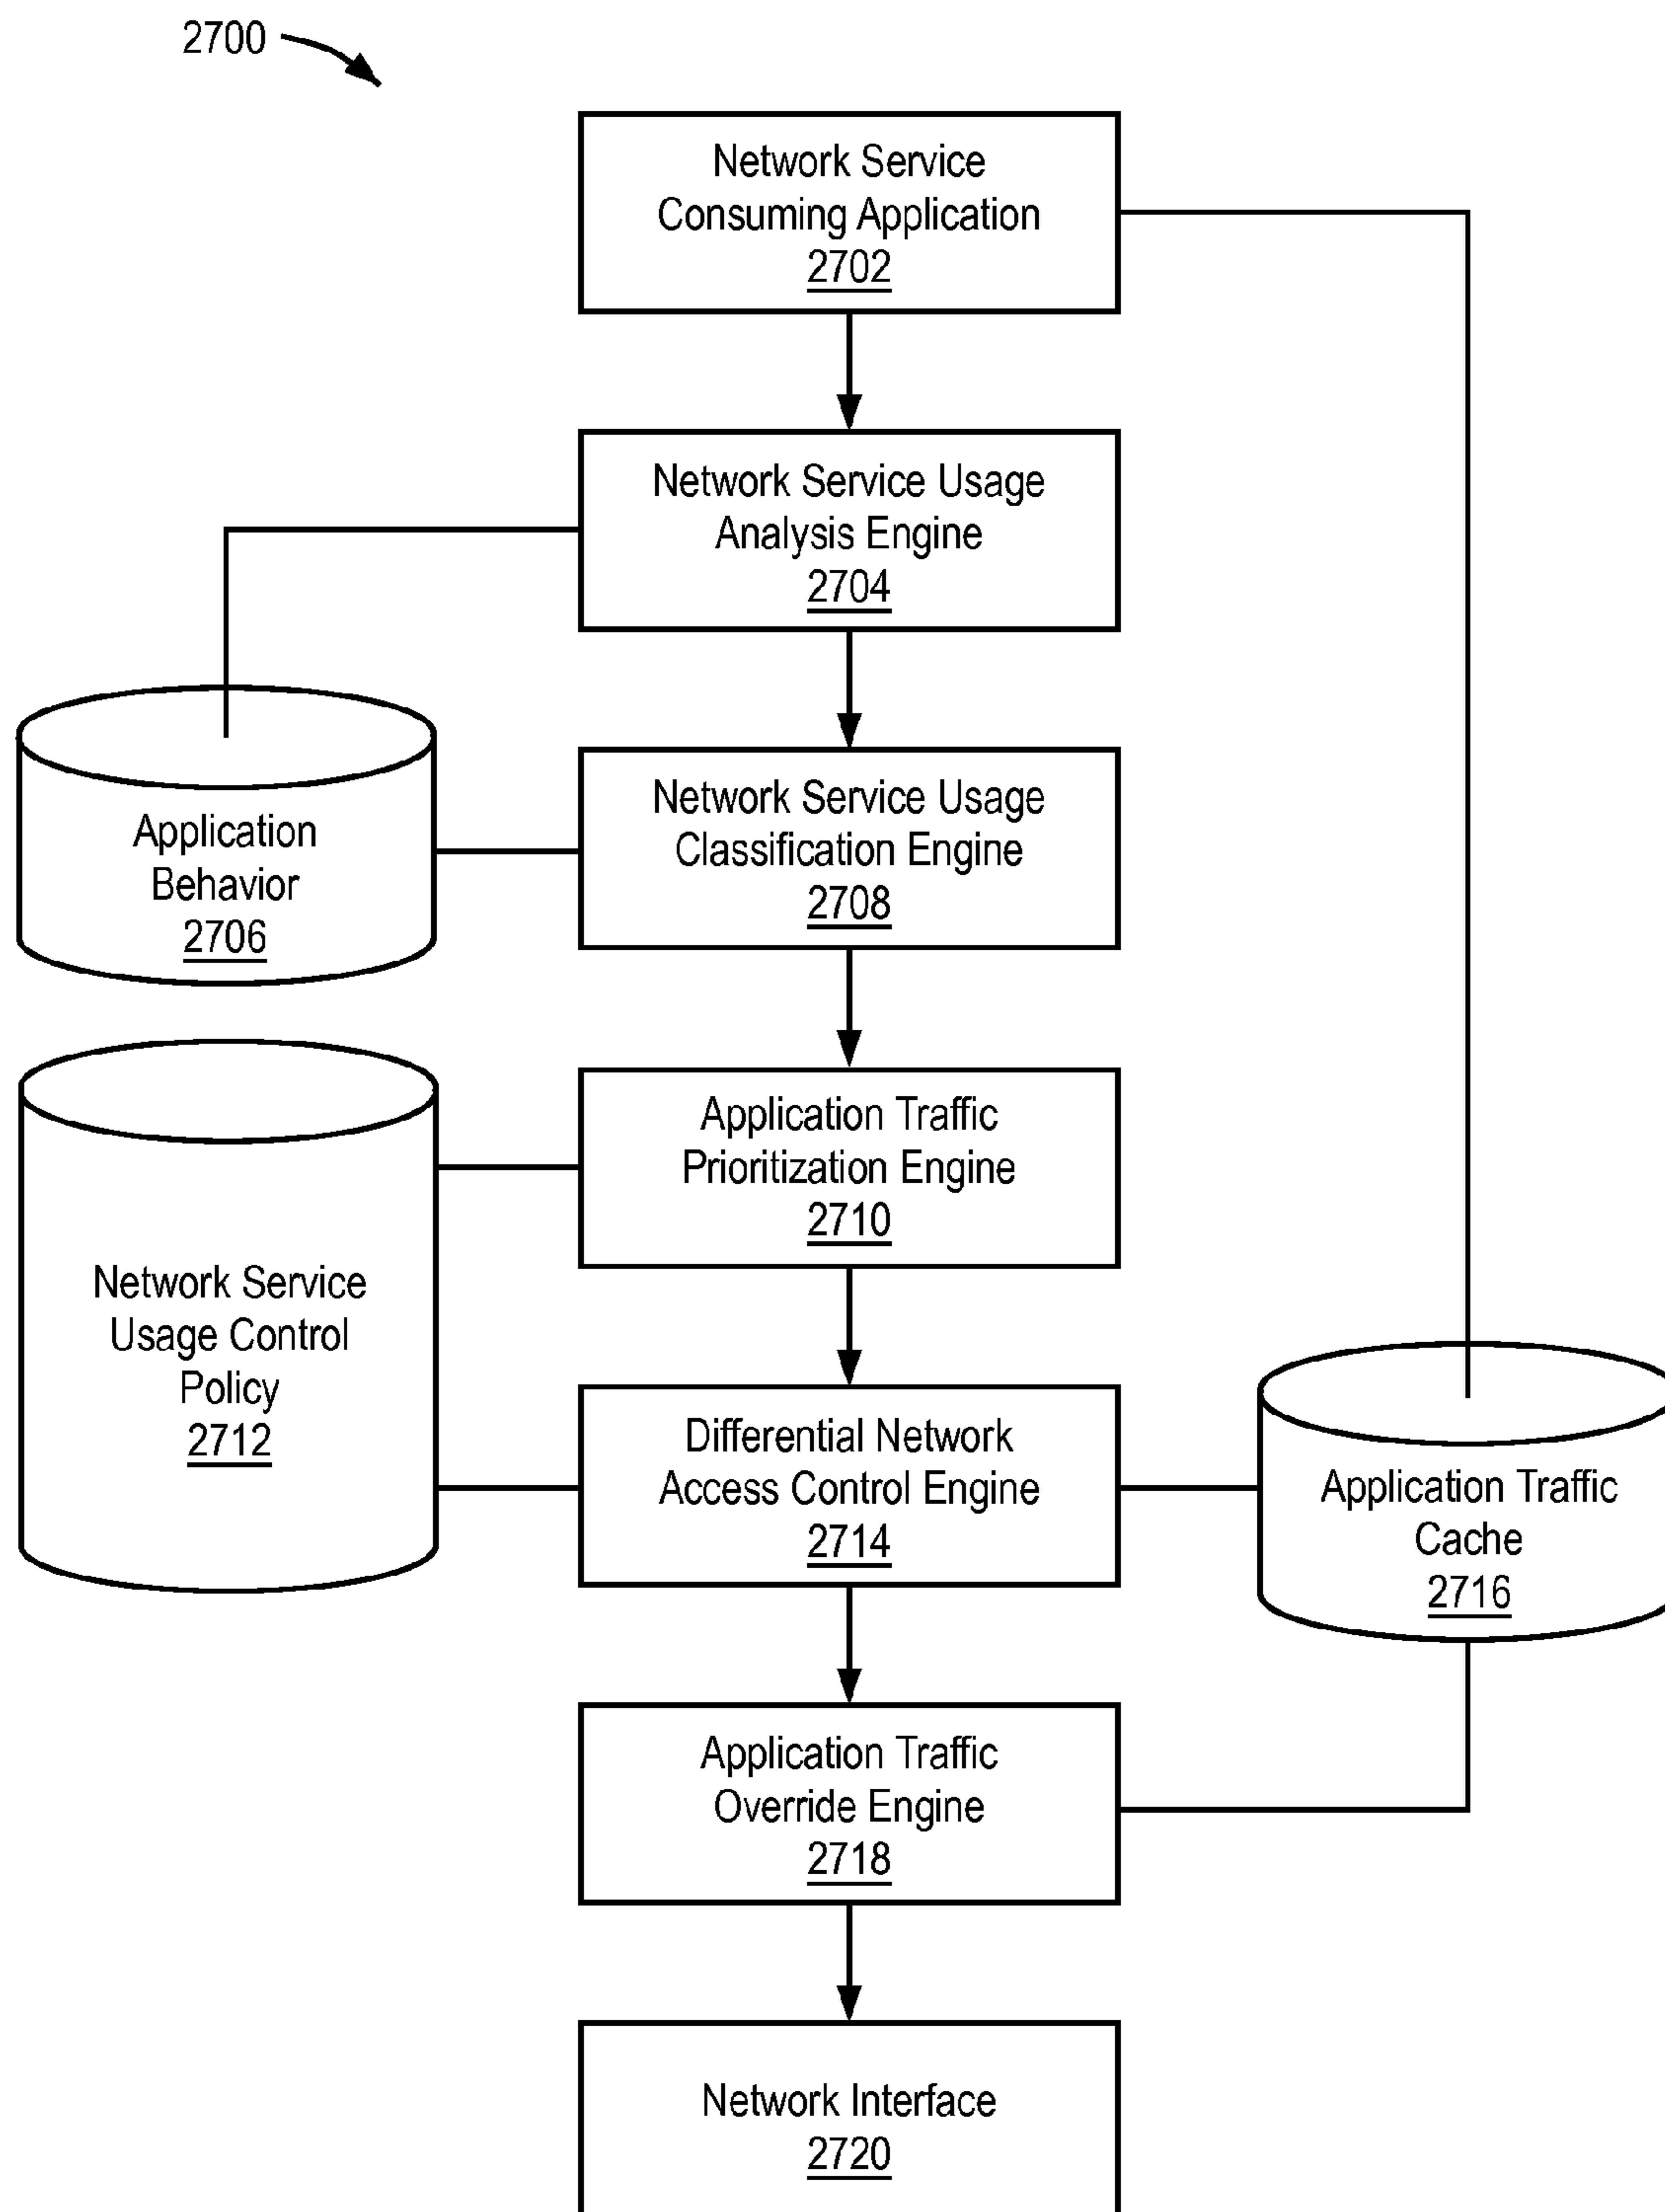 2700
Network Service
Consuming Application
2702
Network Service Usage
Analysis Engine
2704
Application
Behavior
2706
Network Service Usage
Classification Engine
2708
Application Traffic
Prioritization Engine
2710
Network Service
Usage Control
Policy
2712
Differential Network
Access Control Engine
2714
Application Traffic
Cache
2716
Application Traffic
Override Engine
2718
Network Interface
2720